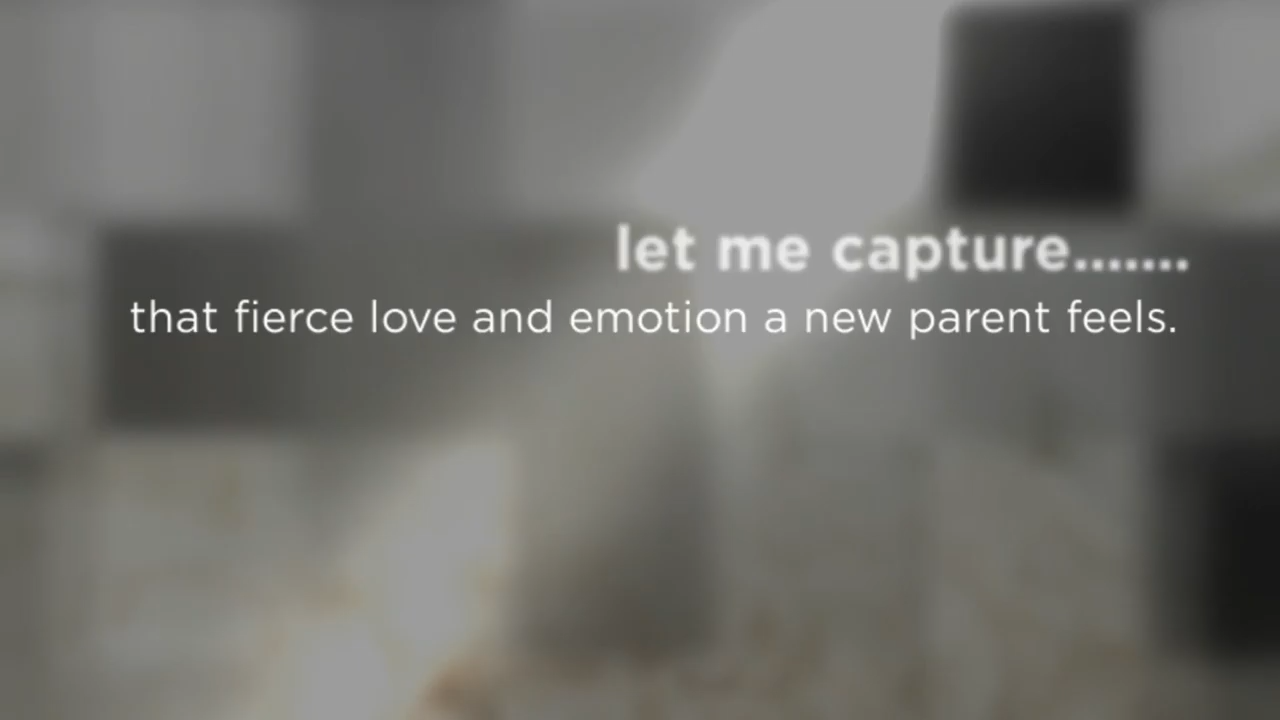 let me capture.......
that fierce love and emotion a new parent feels.